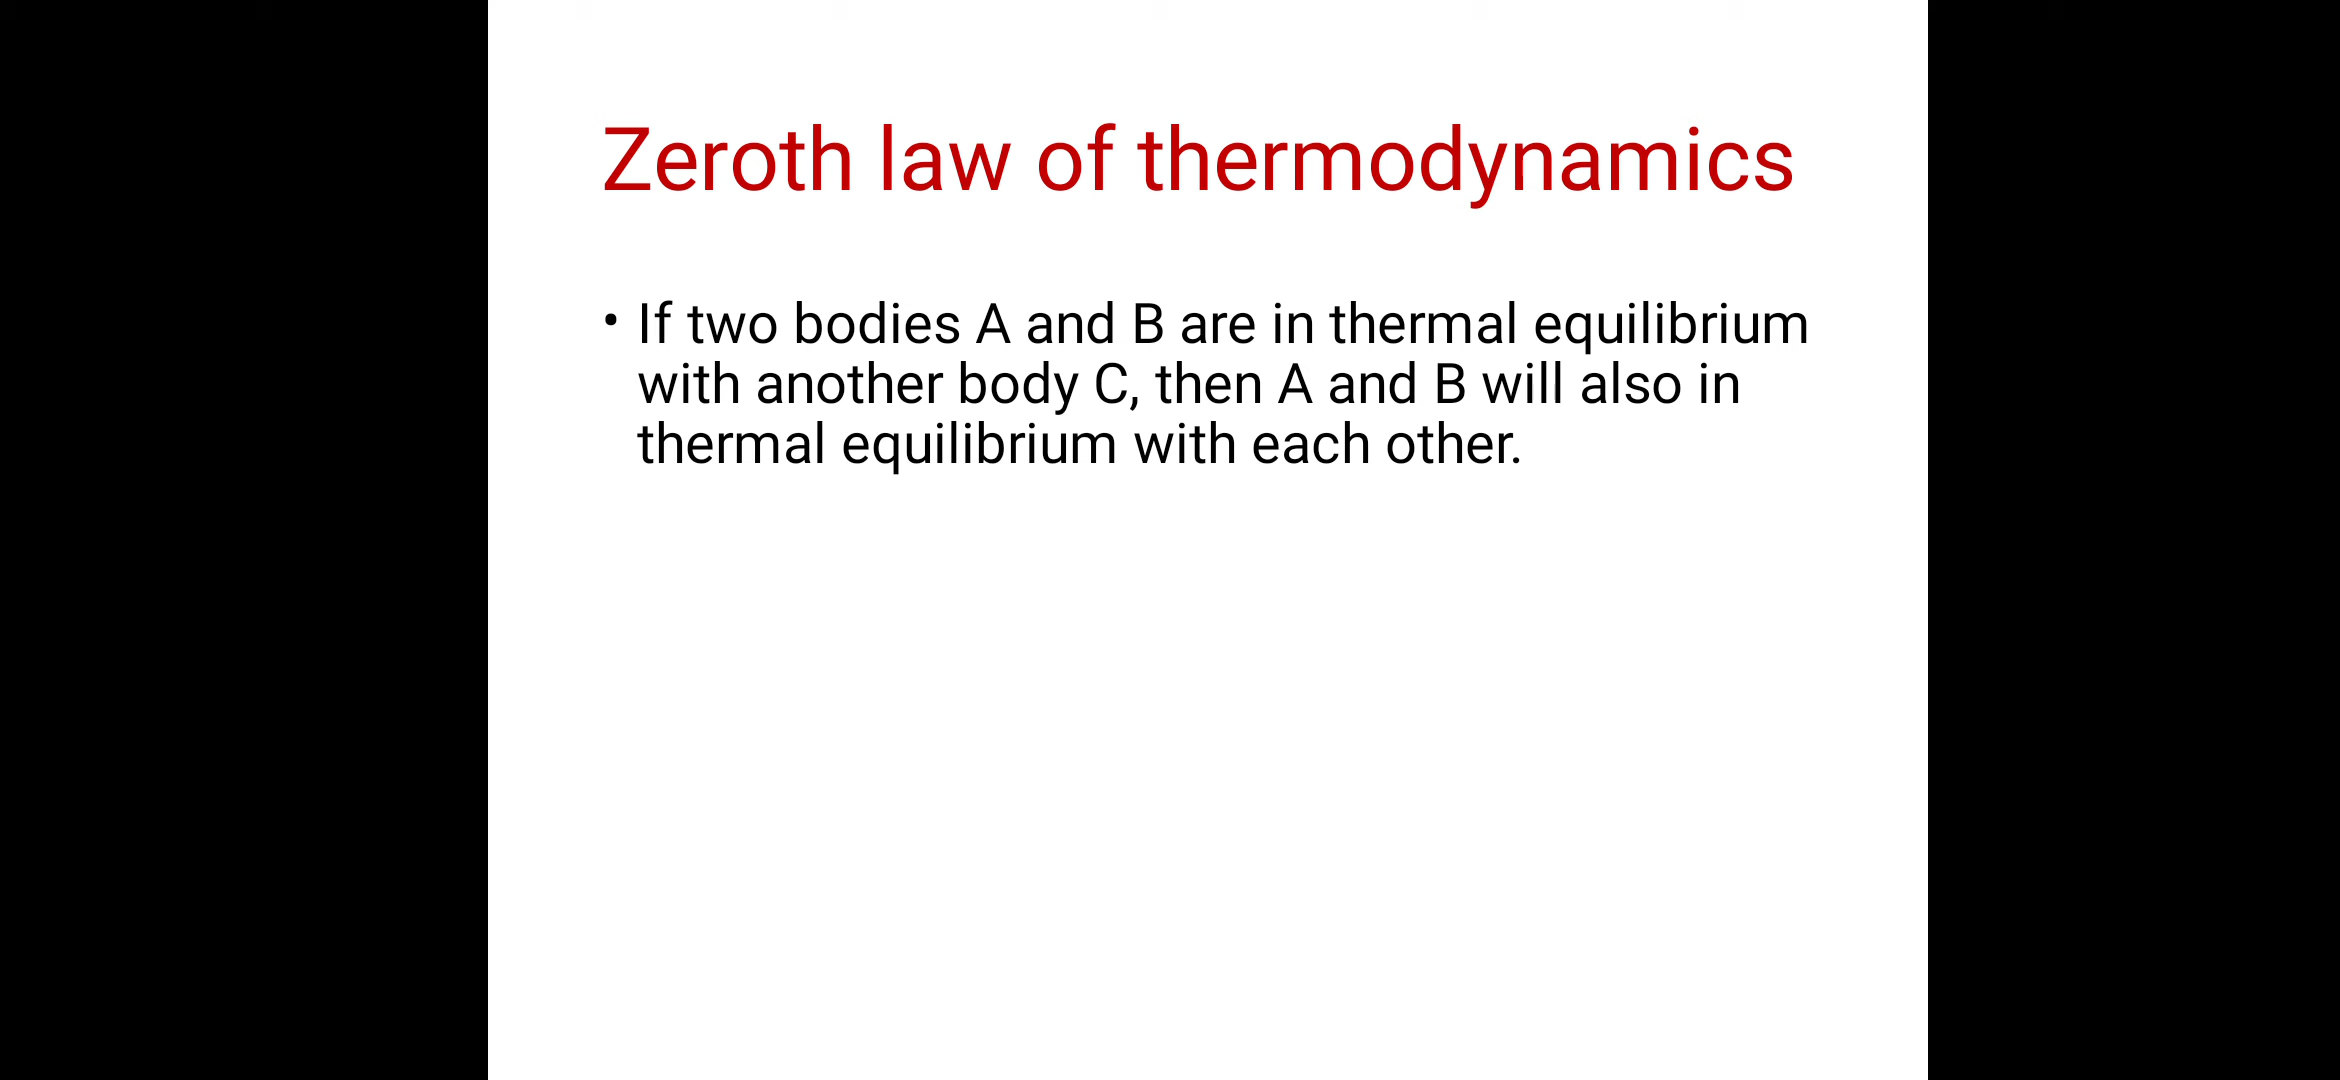 Zeroth law of thermodynamics
• If two bodies A and B are in thermal equilibrium
with another body C, then A and B will also in
thermal equilibrium with each other.